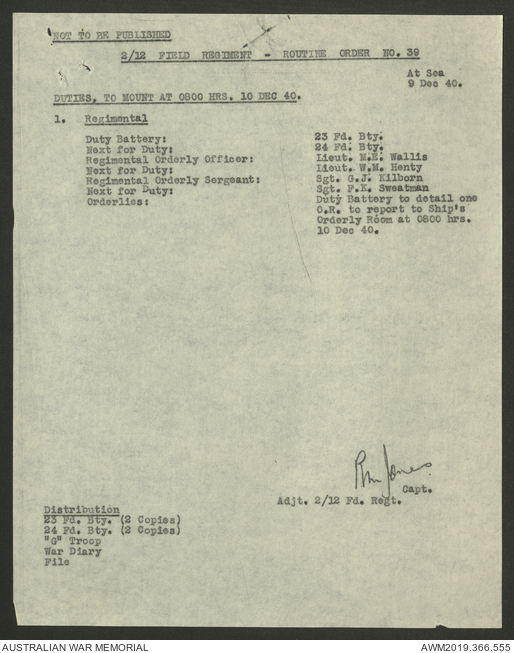 NOT TO BE PUBLISHED
2/12 FIELD REGIMENT - ROUTINE ORDER NO. 39
At Sea
9 Dec 40.
DUTIES, TO MOUNT AT 0800 HRS. 10 DEC 40.
1. Regimental
Duty Battery: 23 Fd. Bty.
Next for Duty: 24 Fd. Bty.
Regimental Orderly Officer: Lieut. M.E. Wallis
Next for Duty: Lieut. W.M. Henty
Regimental Orderly Sergeant: Sgt. G.J. Kilborn
Next for Duty: Sgt. F.K. Sweatman
Orderlies: Duty Battery to detail one
O.R. to report to Ship's
Orderly Room at 0800 hrs.
10 Dec 40.
Jones
Capt.
Adjt. 2/12 Fd. Regt.
Distribution
23 Fd. Bty. (2 Copies)
24 Fd. Bty. (2 Copies)
"G" Troop
War Diary
File
AUSTRALIAN WAR MEMORIAL AWM2019.366.555